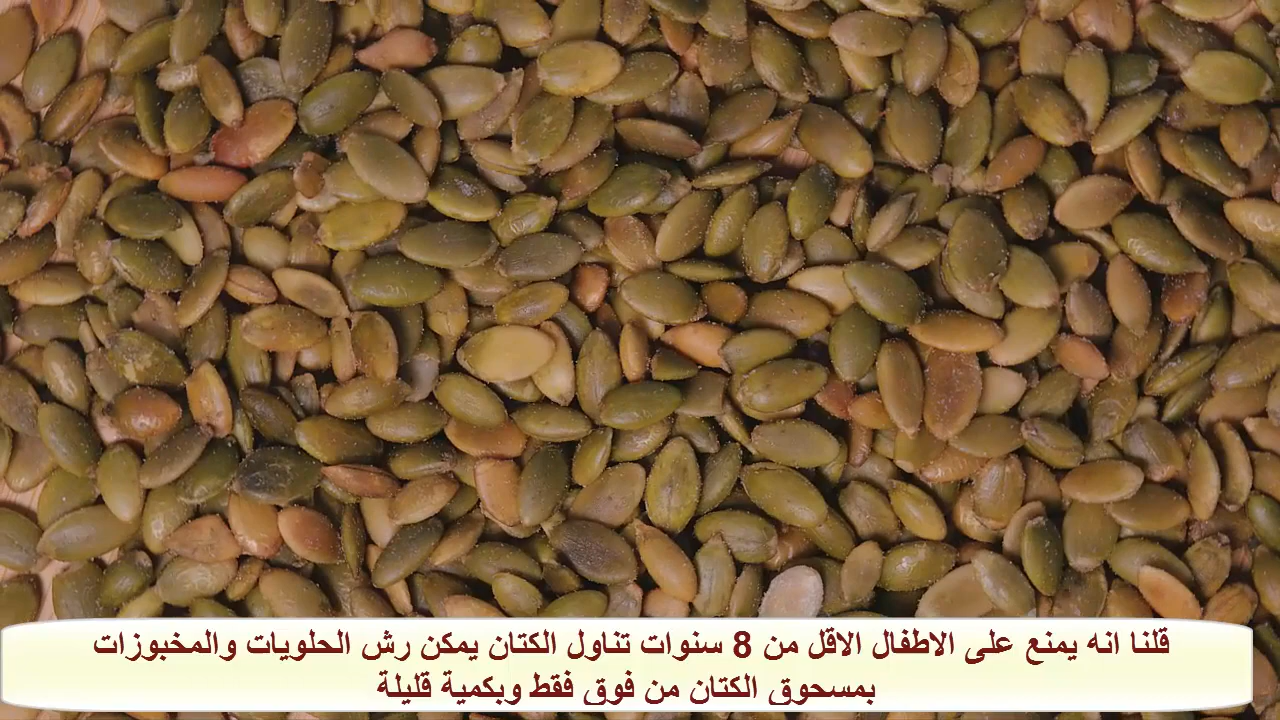 قلنا انه يمنع على الاطفال الاقل من 8 سنوات تناول الكتان يمكن رش الحلويات والمخبوزات
بمسحوق الكتان من فوق فقط وبكمية قليلة